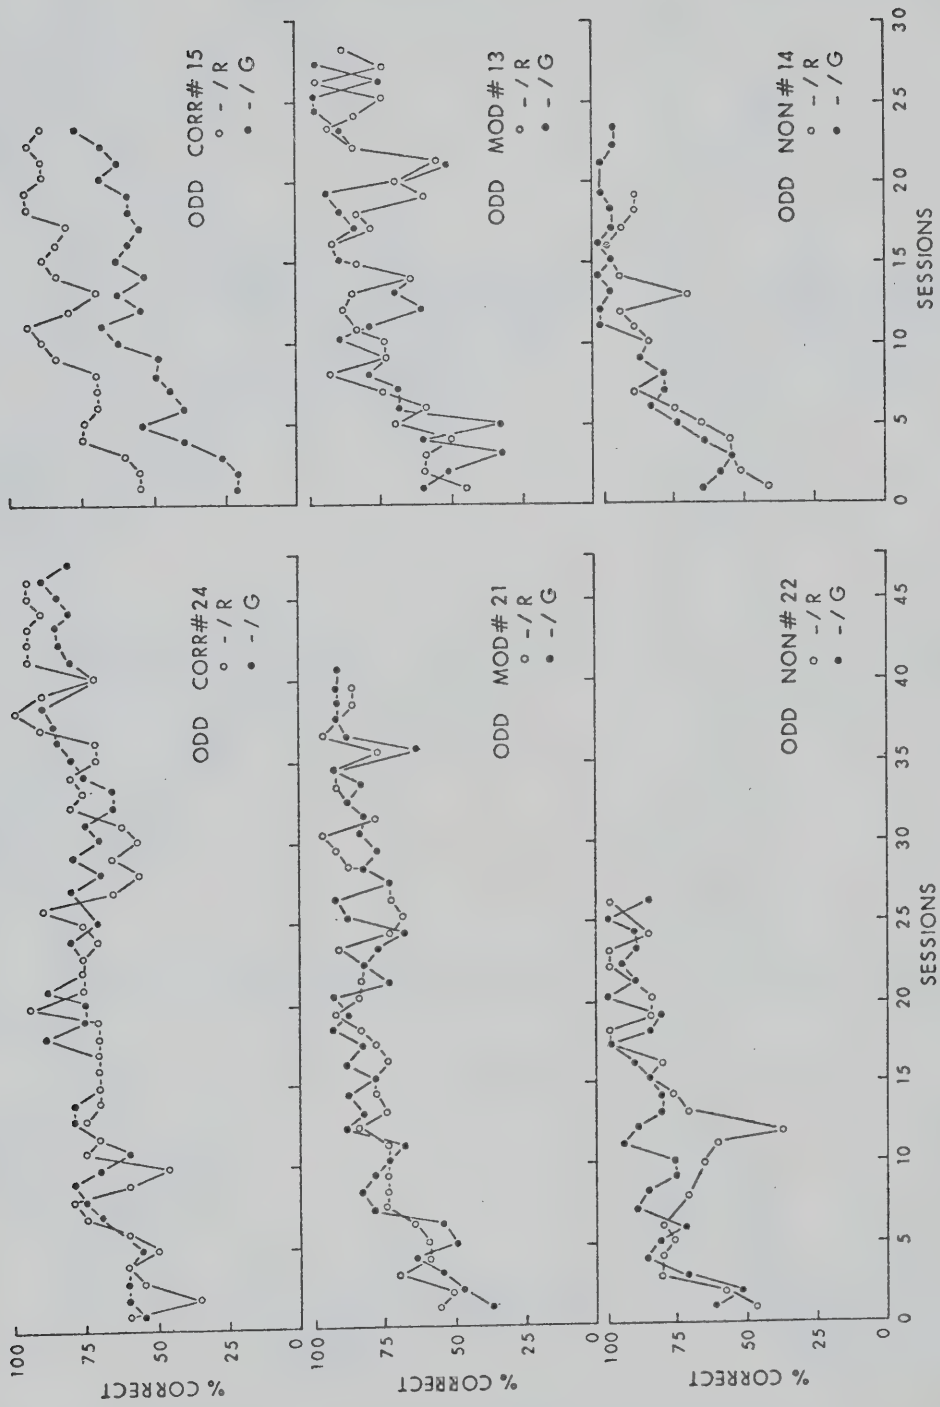 ODD CORR#24
○ -/R
● -/G
ODD CORR#15
○ -/R
● -/G
100
75
50
25
% CORRECT
ODD MOD#21
○ -/R
● -/G
ODD MOD#13
○ -/R
● -/G
100
75
50
25
0
% CORRECT
ODD NON#22
○ -/R
● -/G
ODD NON#14
○ -/R
● -/G
100
75
50
25
0
% CORRECT
0 5 10 15 20 25 30 35 40 45
0 5 10 15 20 25 30
SESSIONS
SESSIONS